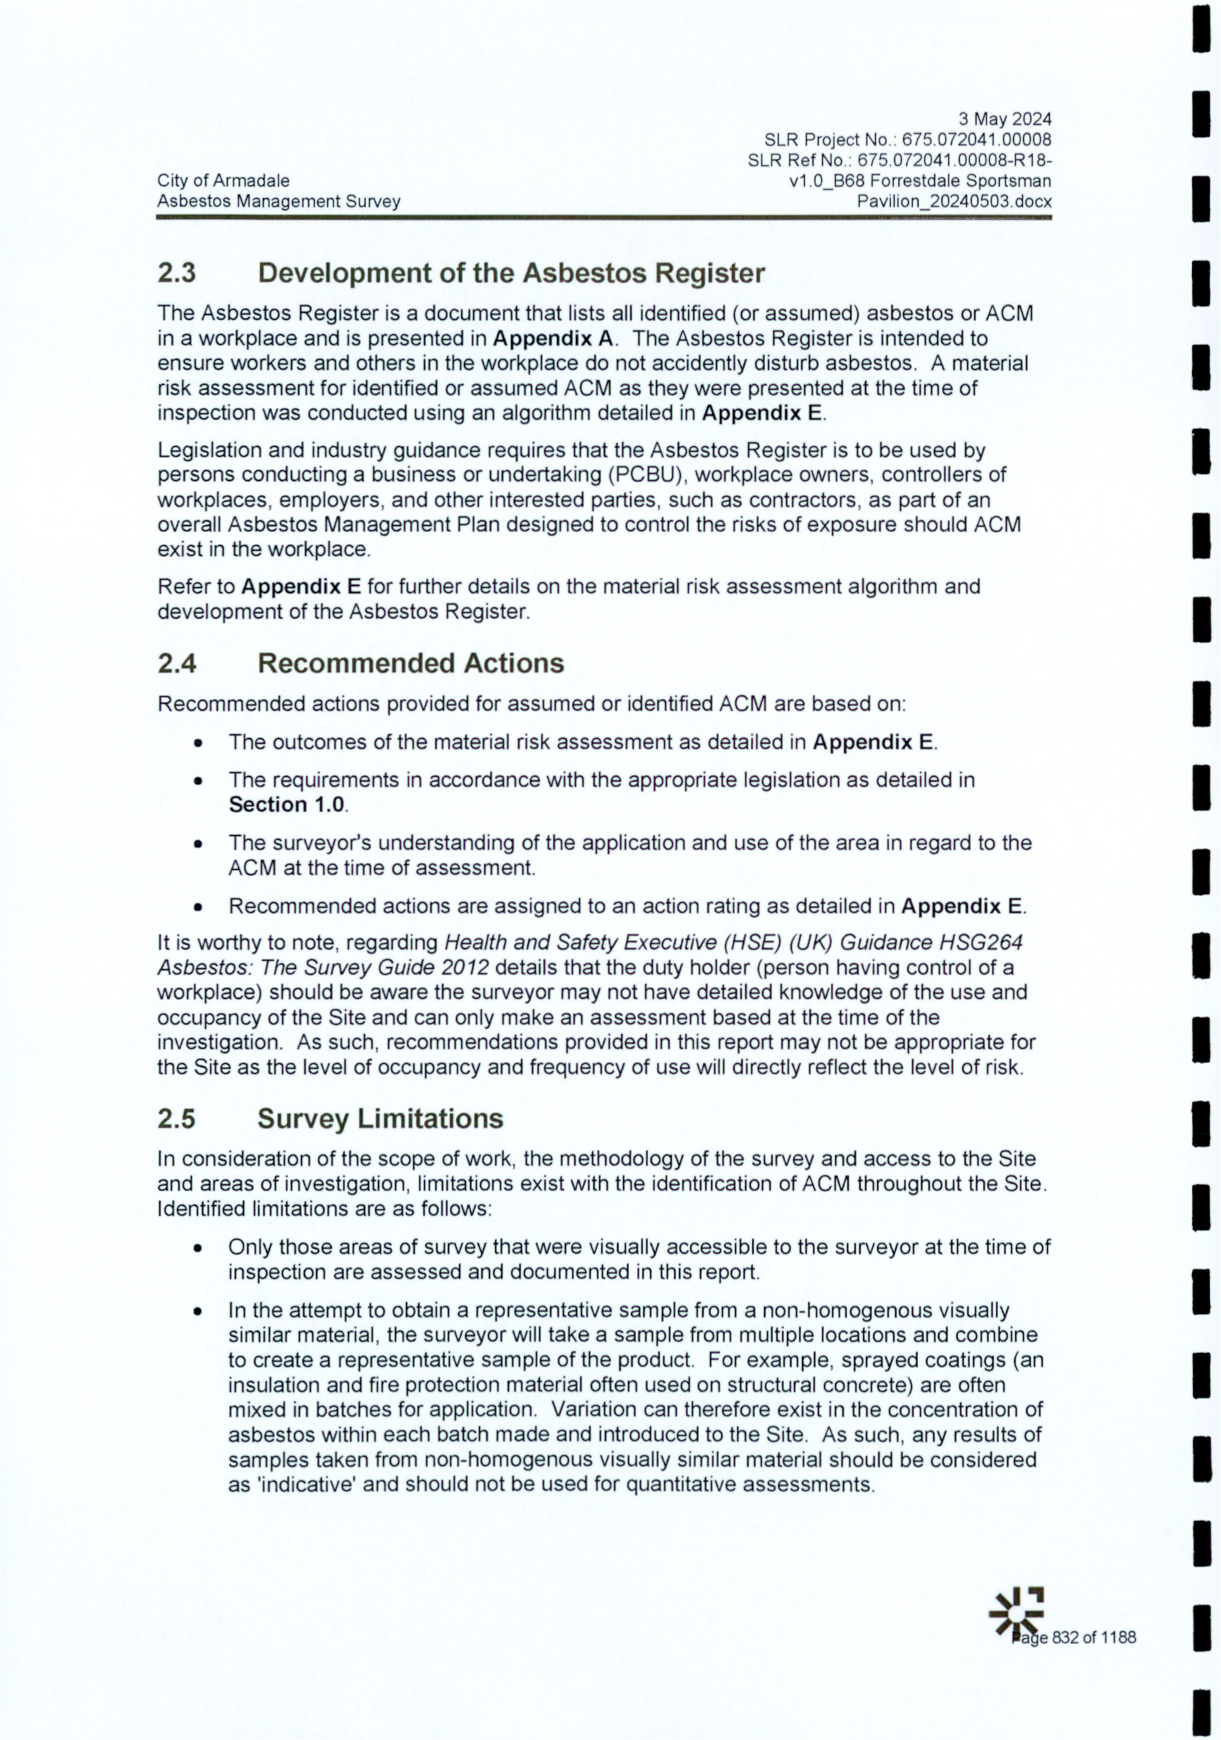 3 May 2024
SLR Project No.: 675.072041.00008
SLR Ref No.: 675.072041.00008-R18-
City of Armadale
v1.0_B68 Forrestdale Sportsman
Asbestos Management Survey
Pavilion_20240503.docx
2.3 Development of the Asbestos Register
The Asbestos Register is a document that lists all identified (or assumed) asbestos or ACM
in a workplace and is presented in Appendix A. The Asbestos Register is intended to
ensure workers and others in the workplace do not accidently disturb asbestos. A material
risk assessment for identified or assumed ACM as they were presented at the time of
inspection was conducted using an algorithm detailed in Appendix E.
Legislation and industry guidance requires that the Asbestos Register is to be used by
persons conducting a business or undertaking (PCBU), workplace owners, controllers of
workplaces, employers, and other interested parties, such as contractors, as part of an
overall Asbestos Management Plan designed to control the risks of exposure should ACM
exist in the workplace.
Refer to Appendix E for further details on the material risk assessment algorithm and
development of the Asbestos Register.
2.4 Recommended Actions
Recommended actions provided for assumed or identified ACM are based on:
• The outcomes of the material risk assessment as detailed in Appendix E.
• The requirements in accordance with the appropriate legislation as detailed in
Section 1.0.
• The surveyor's understanding of the application and use of the area in regard to the
ACM at the time of assessment.
• Recommended actions are assigned to an action rating as detailed in Appendix E.
It is worthy to note, regarding Health and Safety Executive (HSE) (UK) Guidance HSG264
Asbestos: The Survey Guide 2012 details that the duty holder (person having control of a
workplace) should be aware the surveyor may not have detailed knowledge of the use and
occupancy of the Site and can only make an assessment based at the time of the
investigation. As such, recommendations provided in this report may not be appropriate for
the Site as the level of occupancy and frequency of use will directly reflect the level of risk.
2.5 Survey Limitations
In consideration of the scope of work, the methodology of the survey and access to the Site
and areas of investigation, limitations exist with the identification of ACM throughout the Site.
Identified limitations are as follows:
• Only those areas of survey that were visually accessible to the surveyor at the time of
inspection are assessed and documented in this report.
• In the attempt to obtain a representative sample from a non-homogenous visually
similar material, the surveyor will take a sample from multiple locations and combine
to create a representative sample of the product. For example, sprayed coatings (an
insulation and fire protection material often used on structural concrete) are often
mixed in batches for application. Variation can therefore exist in the concentration of
asbestos within each batch made and introduced to the Site. As such, any results of
samples taken from non-homogenous visually similar material should be considered
as 'indicative' and should not be used for quantitative assessments.
Page 832 of 1188